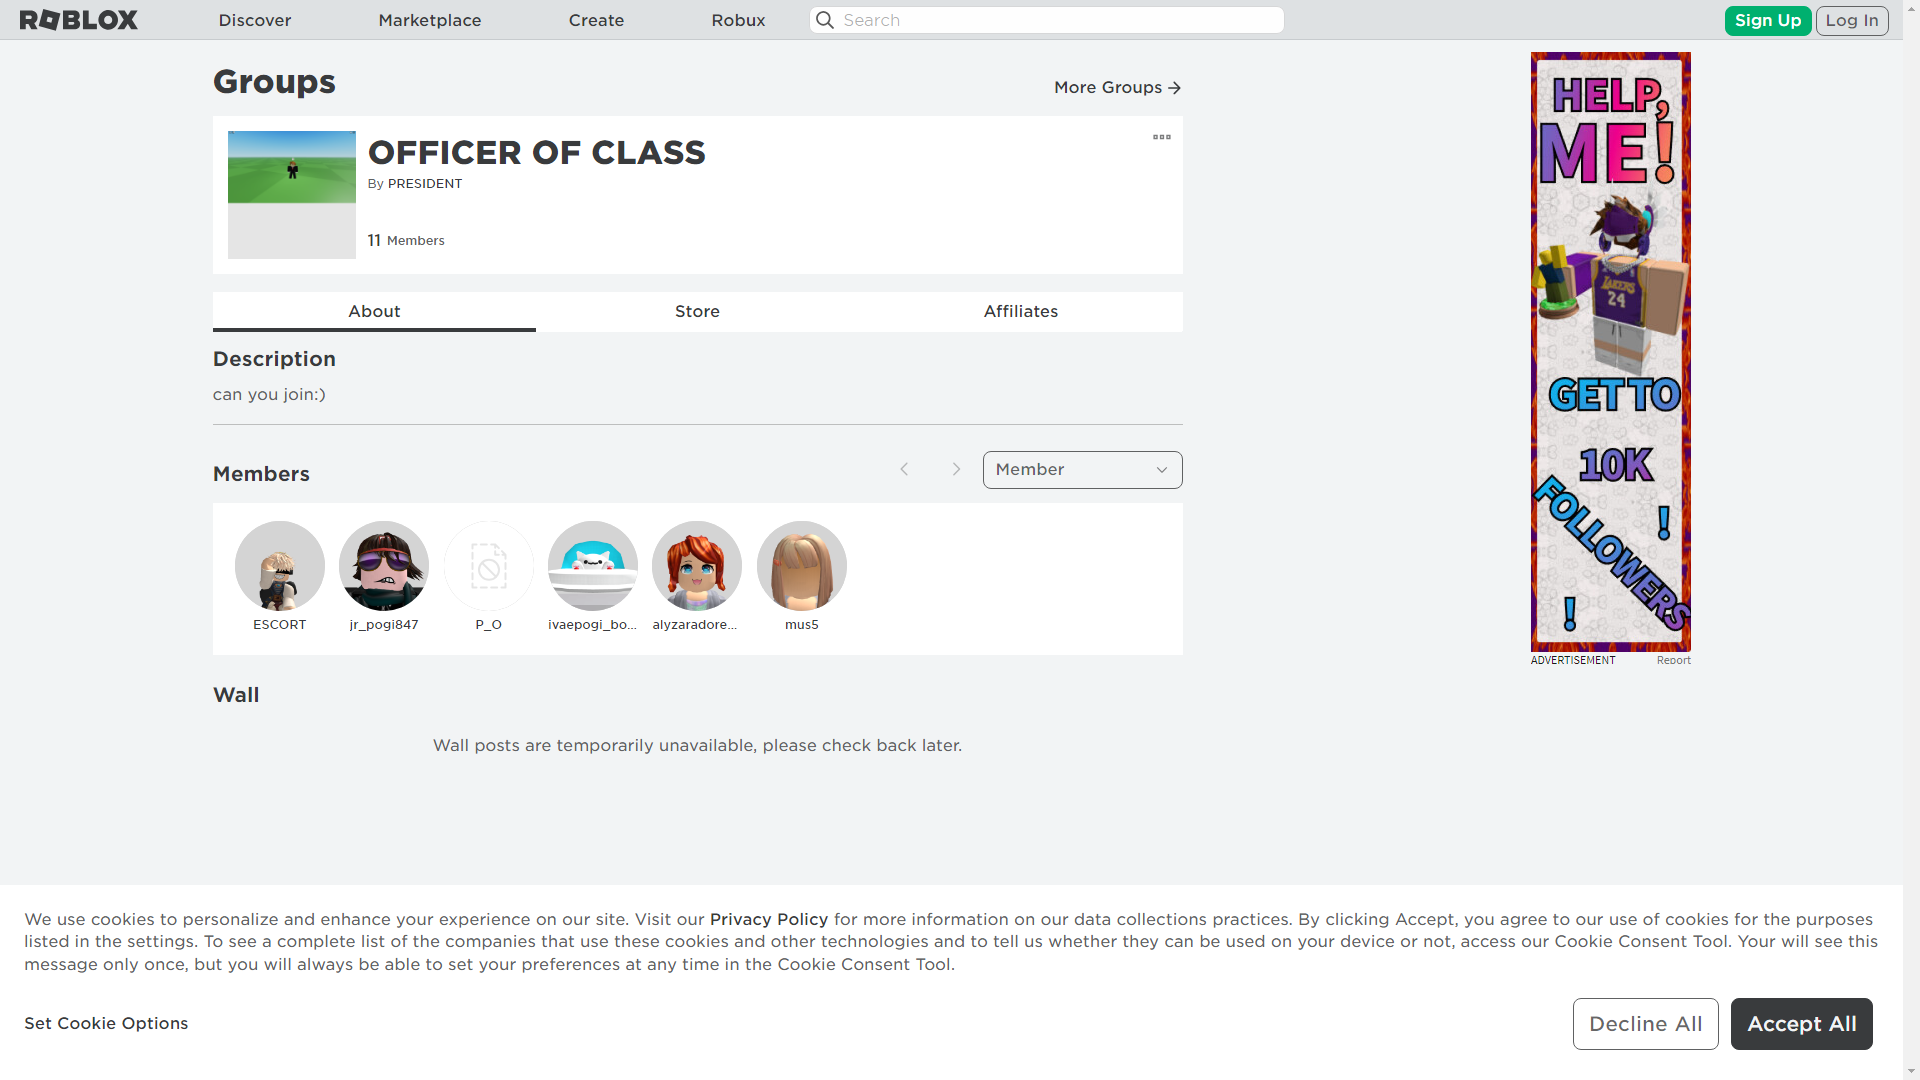 ROBLOX
Discover
Marketplace
Create
Robux
Search
Sign Up
Log In
Groups
More Groups
OFFICER OF CLASS
By PRESIDENT
11 Members
About
Store
Affiliates
Description
can you join:)
Members
Member
ESCORT
jr_pogi847
P_O
ivaepogi_bo...
alyzaradore...
mus5
Wall
Wall posts are temporarily unavailable, please check back later.
HELP,
ME!
LAKERS
24
GET TO
10K
FOLLOWERS
!
!
ADVERTISEMENT
Report
We use cookies to personalize and enhance your experience on our site. Visit our Privacy Policy for more information on our data collections practices. By clicking Accept, you agree to our use of cookies for the purposes
listed in the settings. To see a complete list of the companies that use these cookies and other technologies and to tell us whether they can be used on your device or not, access our Cookie Consent Tool. Your will see this
message only once, but you will always be able to set your preferences at any time in the Cookie Consent Tool.
Set Cookie Options
Decline All
Accept All